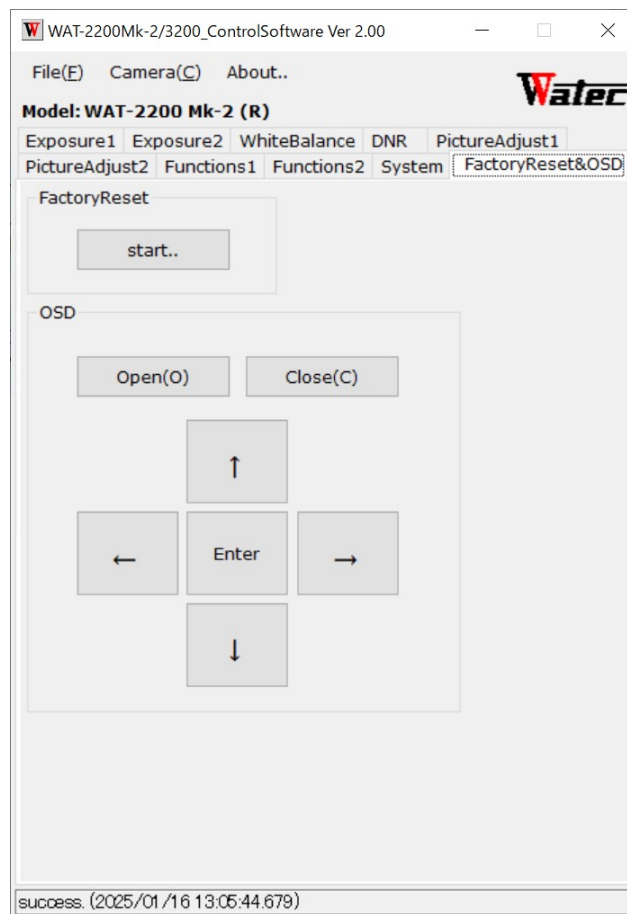 WAT-2200Mk-2/3200_ControlSoftware Ver 2.00
File(F) Camera(C) About..
Watec
Model: WAT-2200 Mk-2 (R)
Exposure1 Exposure2 WhiteBalance DNR PictureAdjust1
PictureAdjust2 Functions1 Functions2 System FactoryReset&OSD
FactoryReset
start..
OSD
Open(O) Close(C)
↑
← Enter →
↓
success. (2025/01/16 13:05:44.679)